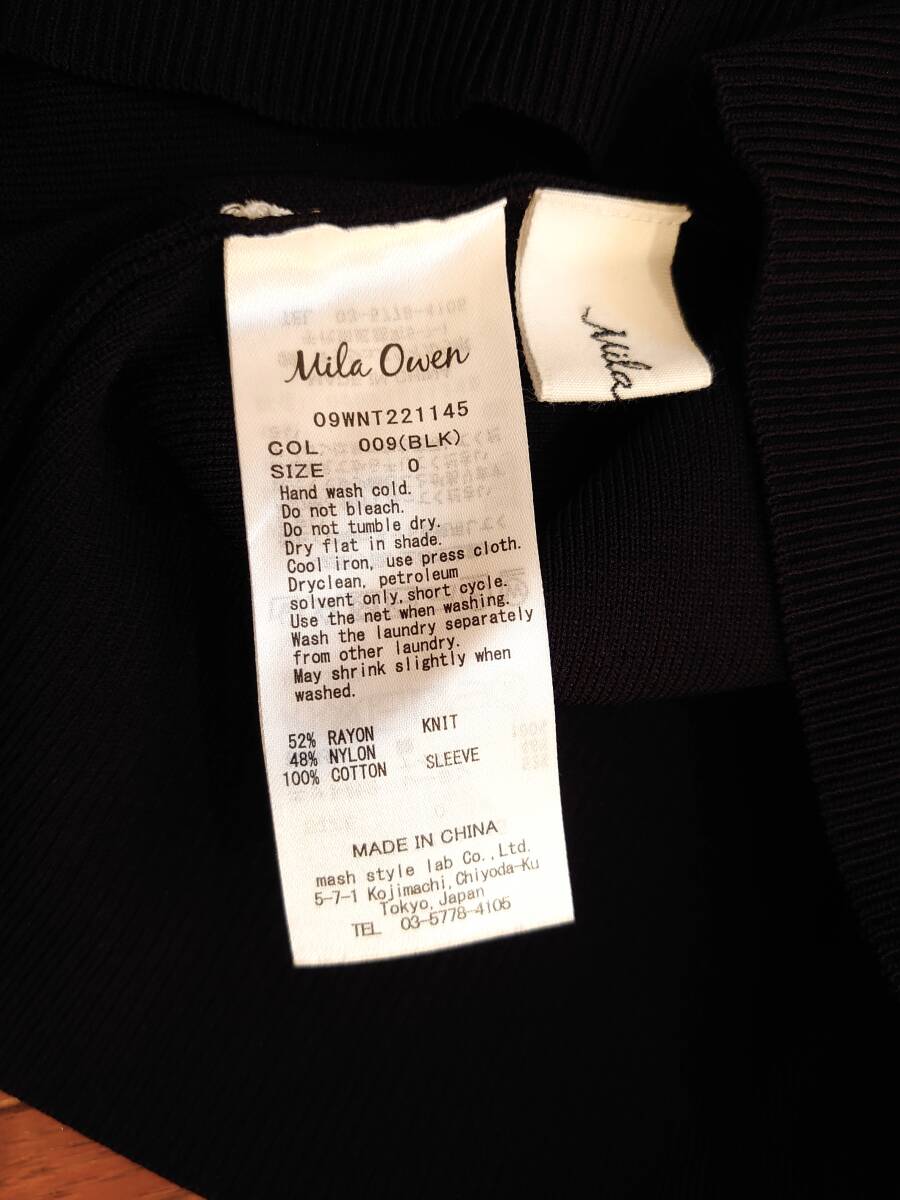 Mila Owen
09WNT221145
COL 009(BLK)
SIZE 0
Hand wash cold.
Do not bleach.
Do not tumble dry.
Dry flat in shade.
Cool iron, use press cloth.
Dryclean, petroleum
solvent only, short cycle.
Use the net when washing.
Wash the laundry separately
from other laundry.
May shrink slightly when
washed.
52% RAYON KNIT
48% NYLON
100% COTTON SLEEVE
MADE IN CHINA
mash style lab Co., Ltd.
5-7-1 Kojimachi, Chiyoda-Ku
Tokyo, Japan
TEL 03-5778-4105
Mila